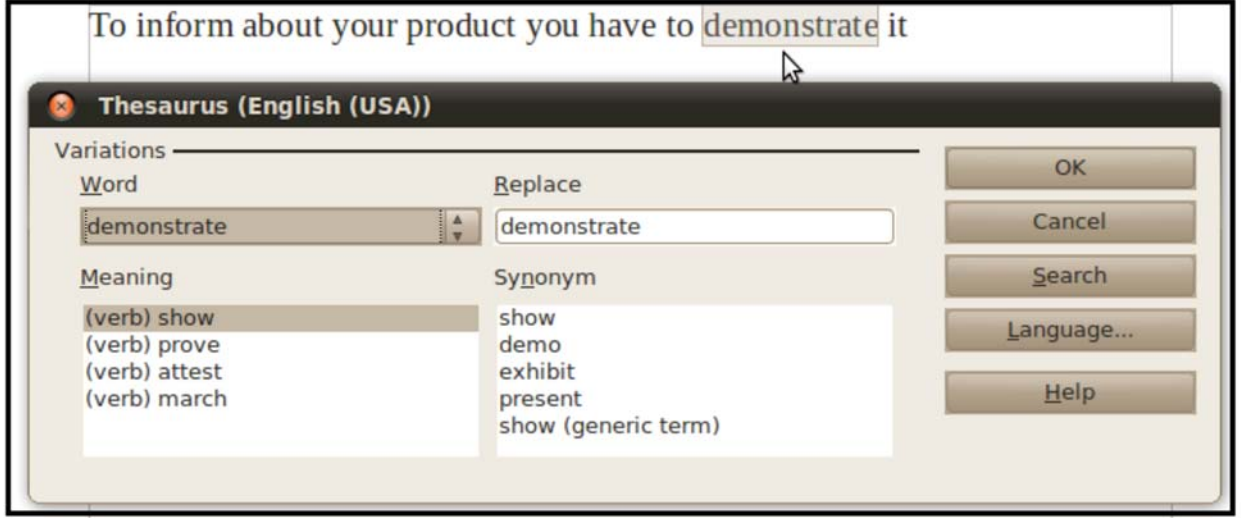 To inform about your product you have to demonstrate it
Thesaurus (English (USA))
Variations
Word
Replace
demonstrate
demonstrate
Meaning
Synonym
(verb) show
(verb) prove
(verb) attest
(verb) march
show
demo
exhibit
present
show (generic term)
OK
Cancel
Search
Language...
Help